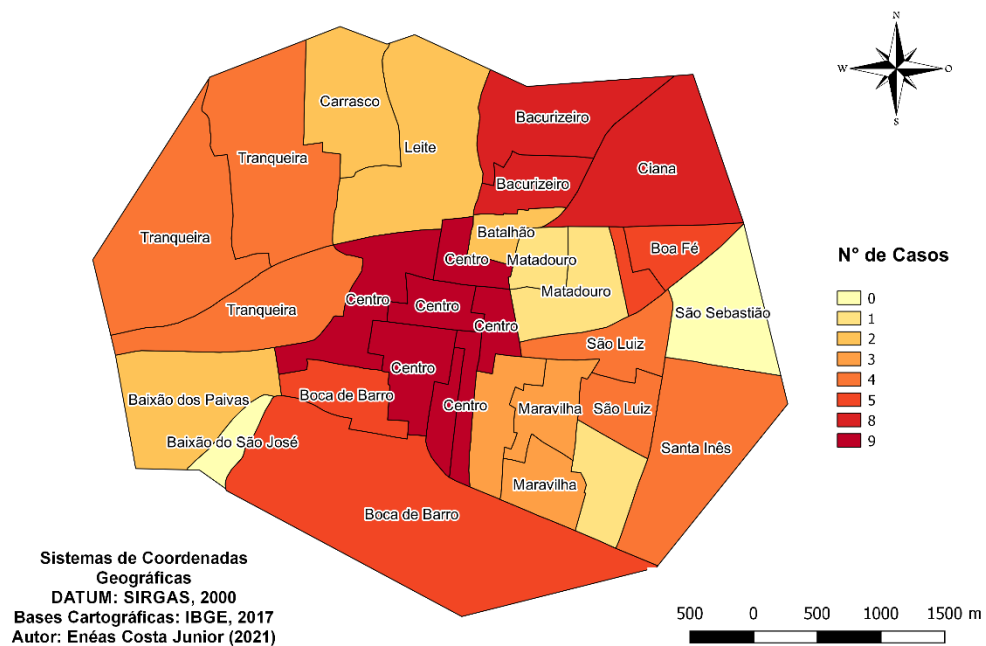 N
W
O
S
Carrasco
Bacurizeiro
Leite
Tranqueira
Ciana
Bacurizeiro
Batalhão
Tranqueira
Boa Fé
Centro
Matadouro
Matadouro
Centro
Centro
Tranqueira
São Sebastião
Centro
São Luiz
Centro
Boca de Barro
Baixão dos Paivas
Centro
Maravilha
São Luiz
Baixão do São José
Santa Inês
Maravilha
Boca de Barro
N° de Casos
0
1
2
3
4
5
8
9
Sistemas de Coordenadas
Geográficas
DATUM: SIRGAS, 2000
Bases Cartográficas: IBGE, 2017
Autor: Enéas Costa Junior (2021)
500 0 500 1000 1500 m